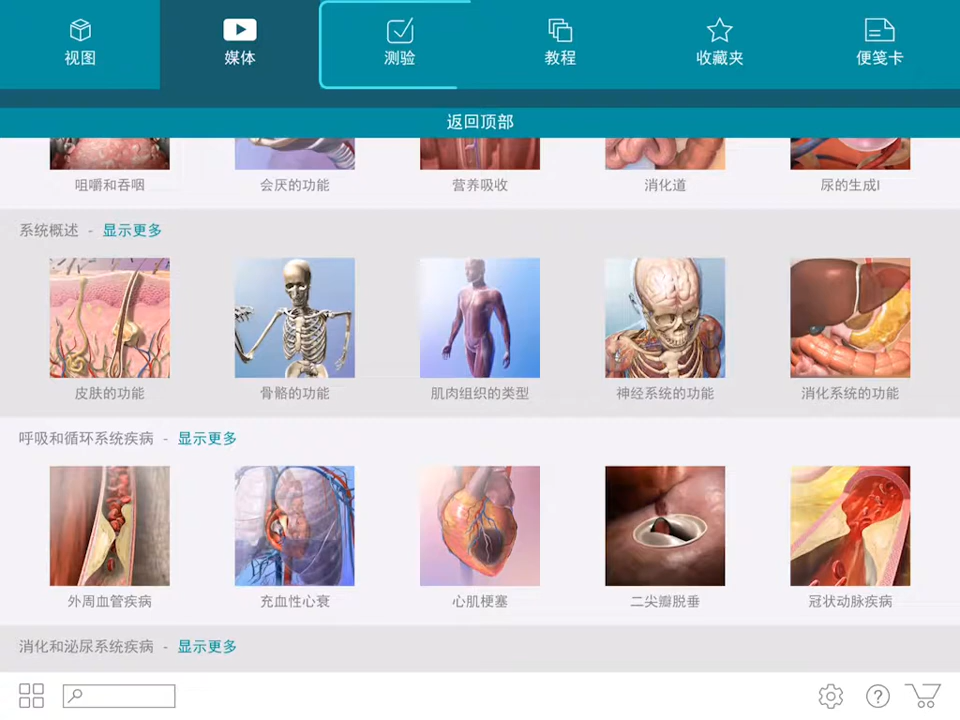 视图
媒体
测验
教程
收藏夹
便笺卡
返回顶部
咀嚼和吞咽
会厌的功能
营养吸收
消化道
尿的生成I
系统概述 - 显示更多
皮肤的功能
骨骼的功能
肌肉组织的类型
神经系统的功能
消化系统的功能
呼吸和循环系统疾病 - 显示更多
外周血管疾病
充血性心衰
心肌梗塞
二尖瓣脱垂
冠状动脉疾病
消化和泌尿系统疾病 - 显示更多
?